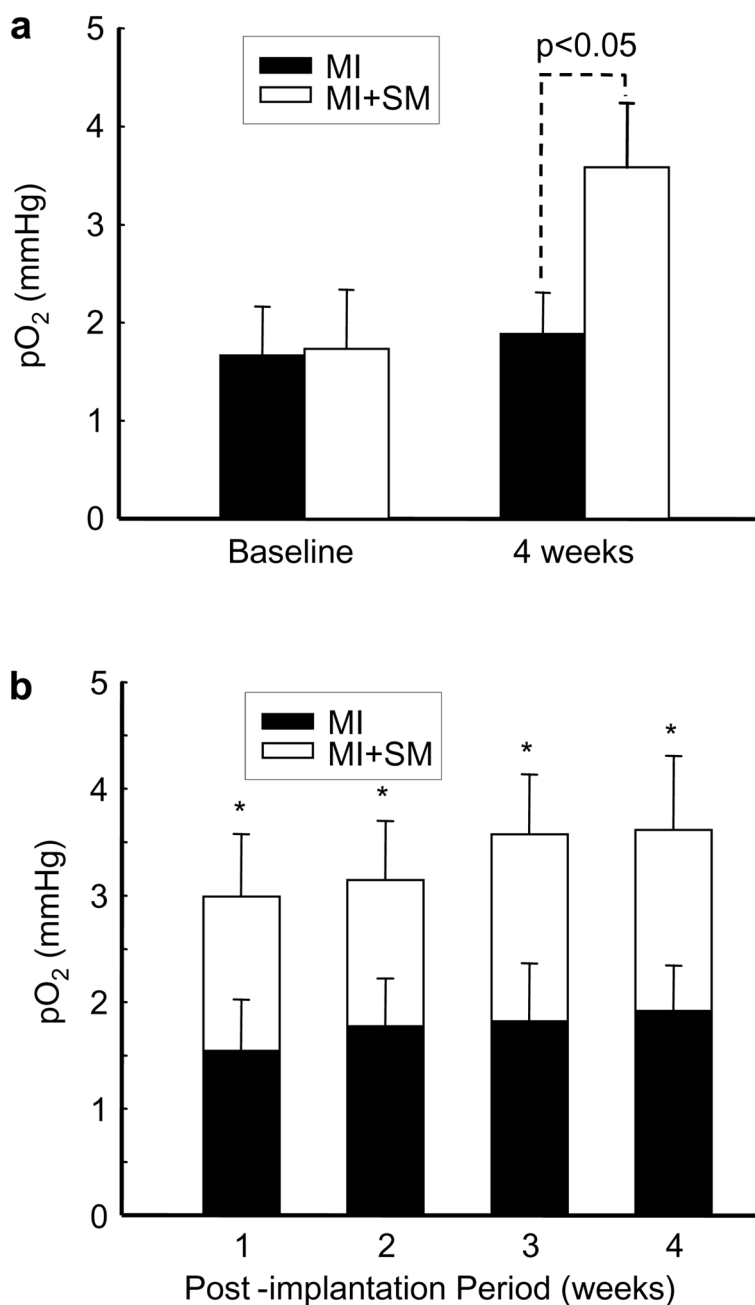 a
5
4
3
2
1
0
pO2 (mmHg)
MI
MI+SM
p<0.05
Baseline 4 weeks
b
5
4
3
2
1
0
pO2 (mmHg)
MI
MI+SM
* * * *
1 2 3 4
Post -implantation Period (weeks)